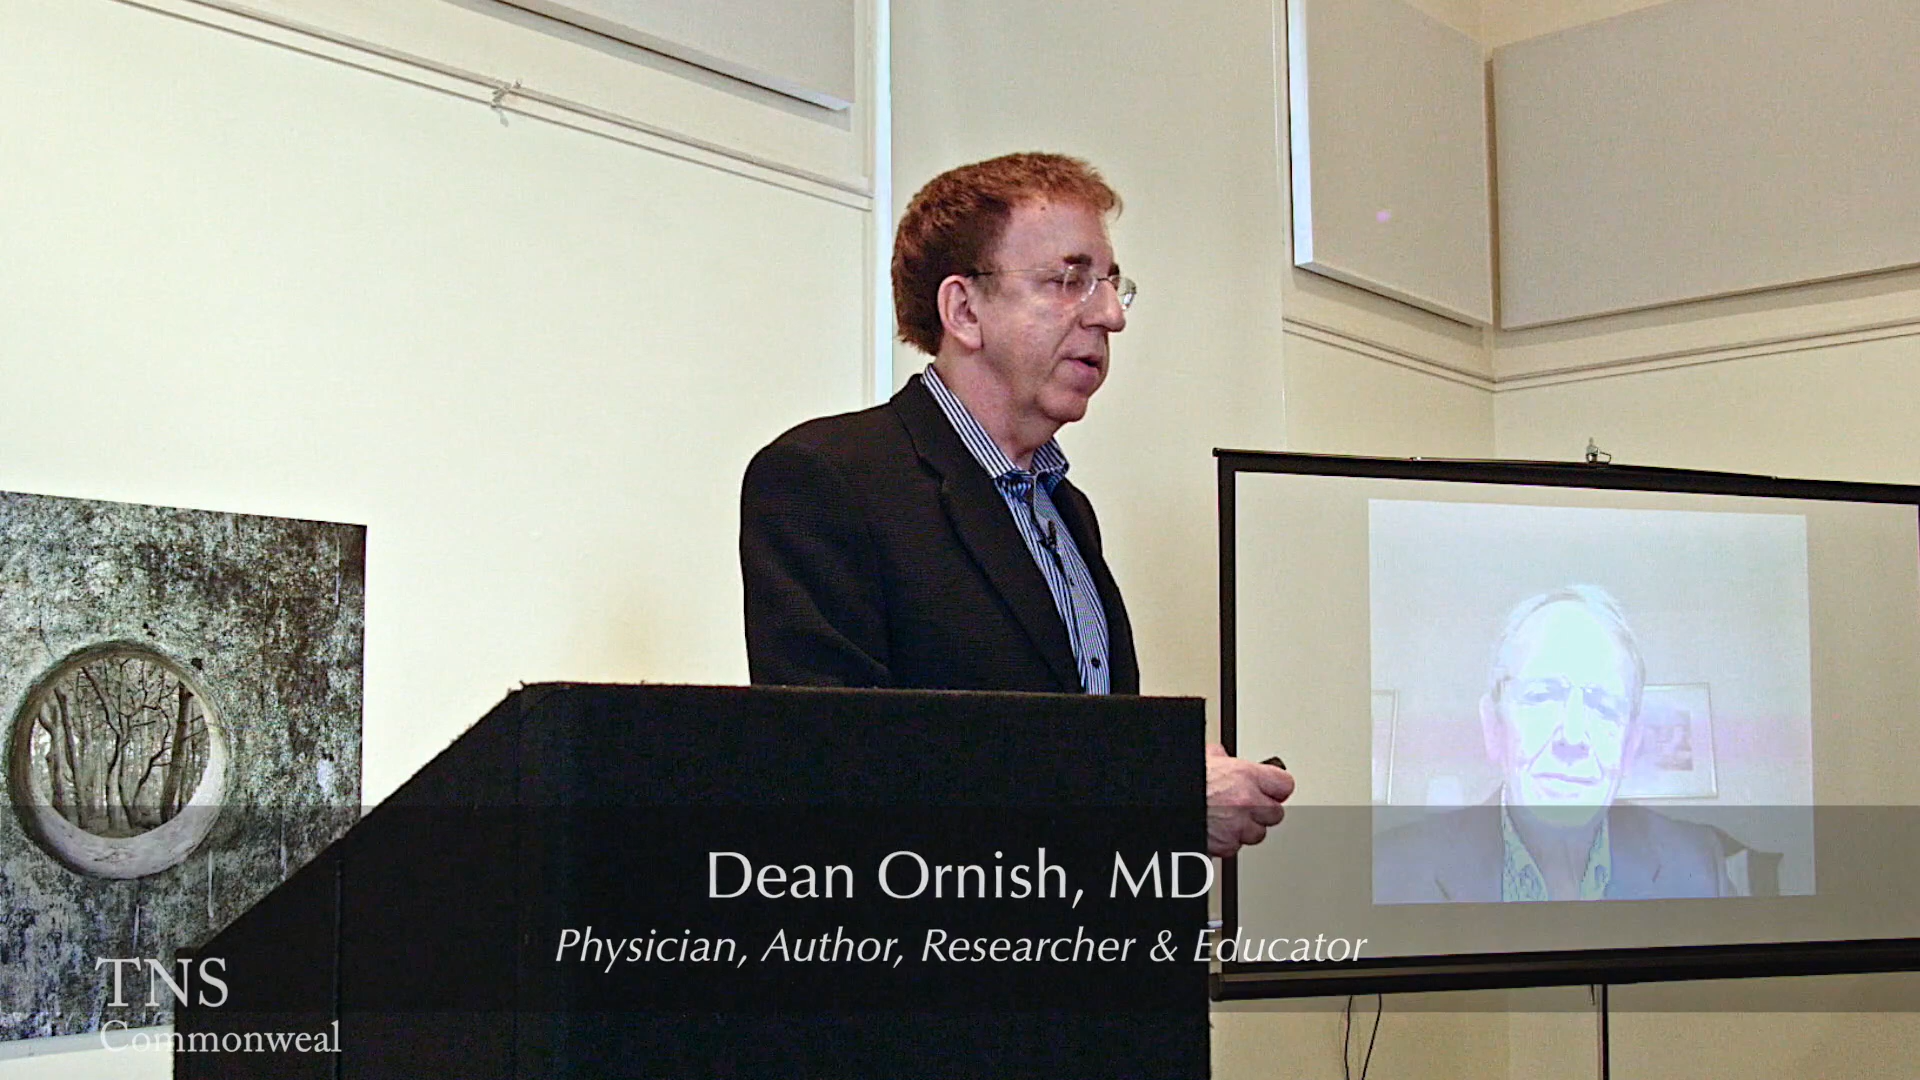 Dean Ornish, MD
Physician, Author, Researcher & Educator
TNS
Commonweal